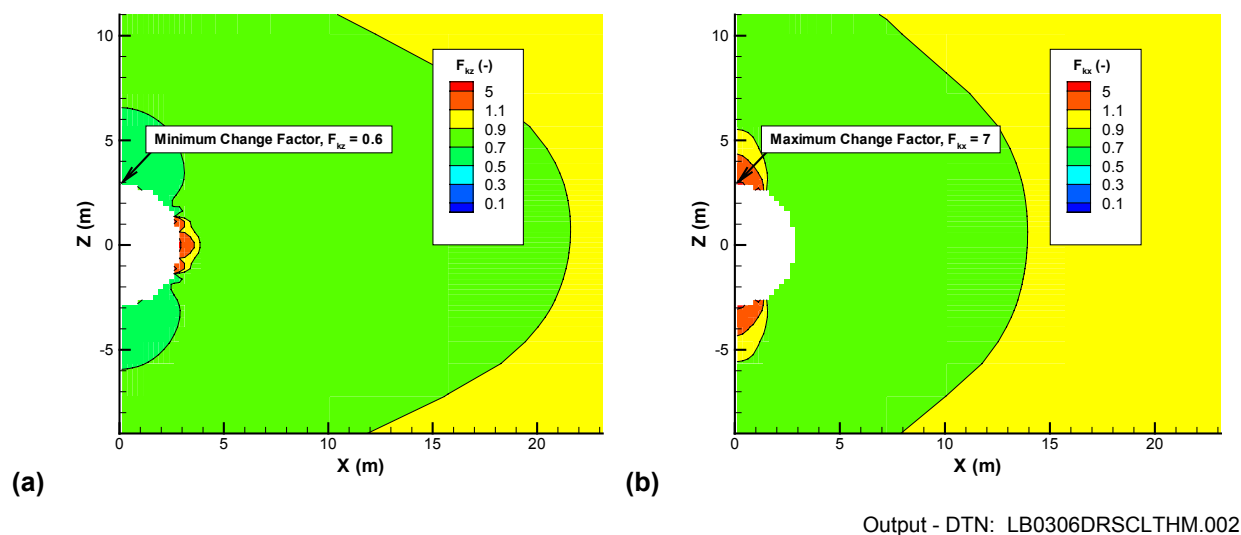 10
5
0
-5
Z (m)
0
5
10
15
20
X (m)
Minimum Change Factor, Fkz = 0.6
Fkz (-)
5
1.1
0.9
0.7
0.5
0.3
0.1
(a)
10
5
0
-5
Z (m)
0
5
10
15
20
X (m)
Maximum Change Factor, Fkx = 7
Fkx (-)
5
1.1
0.9
0.7
0.5
0.3
0.1
(b)
Output - DTN: LB0306DRSCLTHM.002